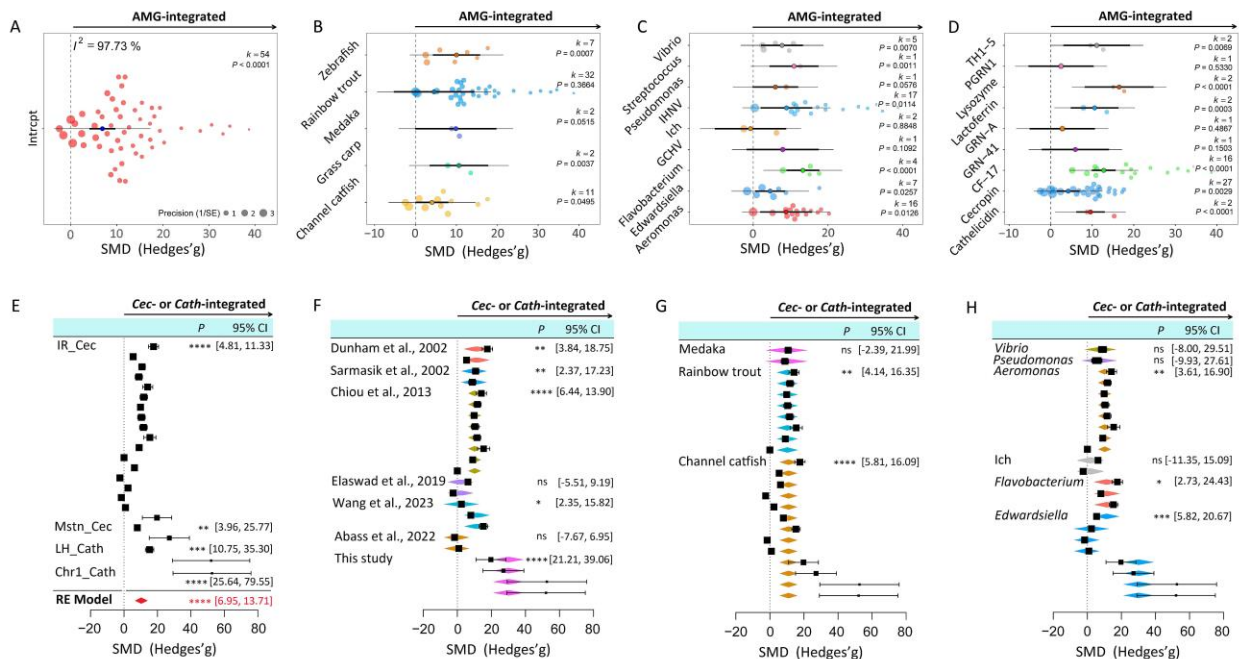 A
AMG-integrated
I² = 97.73 %
k = 54
P < 0.0001
Intrcpt
Precision (1/SE) 1 2 3
0 10 20 30 40
SMD (Hedges'g)
B
AMG-integrated
Zebrafish
k = 7
P = 0.0007
Rainbow trout
k = 32
P = 0.3664
Medaka
k = 2
P = 0.0515
Grass carp
k = 2
P = 0.0037
Channel catfish
k = 11
P = 0.0495
−10 0 10 20 30 40
SMD (Hedges'g)
C
AMG-integrated
Vibrio
k = 5
P = 0.0070
Streptococcus
k = 1
P = 0.0011
Pseudomonas
k = 1
P = 0.0576
IHNV
k = 17
P = 0.0114
Ich
k = 2
P = 0.8848
GCHV
k = 1
P = 0.1092
Flavobacterium
k = 4
P < 0.0001
Edwardsiella
k = 7
P = 0.0257
Aeromonas
k = 16
P = 0.0126
−10 0 10 20 30 40
SMD (Hedges'g)
D
AMG-integrated
TH1−5
k = 2
P = 0.0069
PGRN1
k = 1
P = 0.5330
Lysozyme
k = 2
P < 0.0001
Lactoferrin
k = 2
P = 0.0003
GRN−A
k = 1
P = 0.4867
GRN−41
k = 1
P = 0.1503
CF−17
k = 16
P < 0.0001
Cecropin
k = 27
P = 0.0029
Cathelicidin
k = 2
P < 0.0001
−10 0 10 20 30 40
SMD (Hedges'g)
E
Cec- or Cath-integrated
P 95% CI
IR_Cec **** [4.81, 11.33]
Mstn_Cec ** [3.96, 25.77]
LH_Cath *** [10.75, 35.30]
Chr1_Cath
**** [25.64, 79.55]
RE Model **** [6.95, 13.71]
−20 0 20 40 60 80
SMD (Hedges'g)
F
Cec- or Cath-integrated
P 95% CI
Dunham et al., 2002 ** [3.84, 18.75]
Sarmasik et al., 2002 ** [2.37, 17.23]
Chiou et al., 2013 **** [6.44, 13.90]
Elaswad et al., 2019 ns [-5.51, 9.19]
Wang et al., 2023 * [2.35, 15.82]
Abass et al., 2022 ns [-7.67, 6.95]
This study **** [21.21, 39.06]
−20 0 20 40 60 80
SMD (Hedges'g)
G
Cec- or Cath-integrated
P 95% CI
Medaka ns [-2.39, 21.99]
Rainbow trout ** [4.14, 16.35]
Channel catfish **** [5.81, 16.09]
−20 0 20 40 60 80
SMD (Hedges'g)
H
Cec- or Cath-integrated
P 95% CI
Vibrio ns [-8.00, 29.51]
Pseudomonas ns [-9.93, 27.61]
Aeromonas ** [3.61, 16.90]
Ich ns [-11.35, 15.09]
Flavobacterium * [2.73, 24.43]
Edwardsiella *** [5.82, 20.67]
−20 0 20 40 60 80
SMD (Hedges'g)